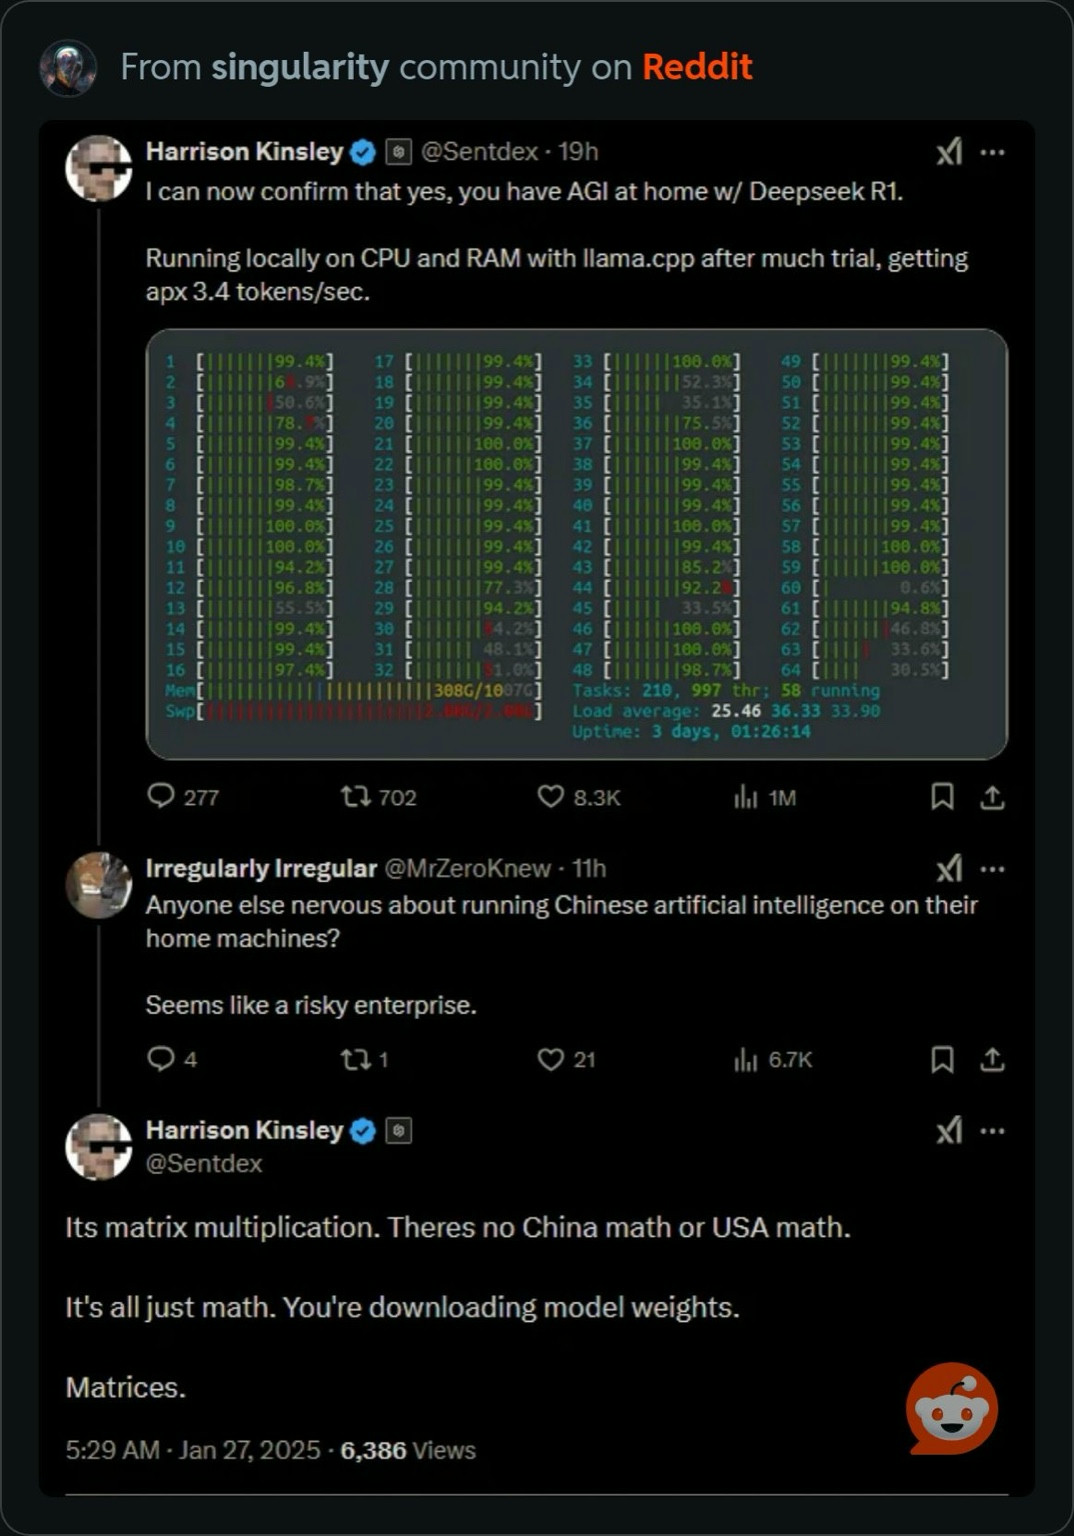 From singularity community on Reddit
Harrison Kinsley @Sentdex · 19h
I can now confirm that yes, you have AGI at home w/ Deepseek R1.
Running locally on CPU and RAM with llama.cpp after much trial, getting
apx 3.4 tokens/sec.
1 [||||||||99.4%] 17 [||||||||99.4%] 33 [|||||||100.0%] 49 [||||||||99.4%]
2 [ .9%] 18 [||||||||99.4%] 34 [||||||||52.3%] 50 [||||||||99.4%]
3 [||||||||50.6%] 19 [||||||||99.4%] 35 [||||| 35.1%] 51 [||||||||99.4%]
4 [||||||||78. %] 20 [||||||||99.4%] 36 [||||||||75.5%] 52 [||||||||99.4%]
5 [||||||||99.4%] 21 [|||||||100.0%] 37 [|||||||100.0%] 53 [||||||||99.4%]
6 [||||||||99.4%] 22 [|||||||100.0%] 38 [||||||||99.4%] 54 [||||||||99.4%]
7 [||||||||98.7%] 23 [||||||||99.4%] 39 [||||||||99.4%] 55 [||||||||99.4%]
8 [||||||||99.4%] 24 [||||||||99.4%] 40 [||||||||99.4%] 56 [||||||||99.4%]
9 [|||||||100.0%] 25 [||||||||99.4%] 41 [|||||||100.0%] 57 [||||||||99.4%]
10 [|||||||100.0%] 26 [||||||||99.4%] 42 [||||||||99.4%] 58 [|||||||100.0%]
11 [||||||||94.2%] 27 [||||||||99.4%] 43 [||||||||85.2%] 59 [|||||||100.0%]
12 [||||||||96.8%] 28 [||||||||77.3%] 44 [||||||||92.2%] 60 [| 0.6%]
13 [||||||||55.5%] 29 [||||||||94.2%] 45 [||||| 33.5%] 61 [||||||||94.8%]
14 [||||||||99.4%] 30 [||||||||4.2%] 46 [|||||||100.0%] 62 [||||||||46.8%]
15 [||||||||99.4%] 31 [||||||| 48.1%] 47 [|||||||100.0%] 63 [||||| 33.6%]
16 [||||||||97.4%] 32 [||||||||1.0%] 48 [||||||||98.7%] 64 [|||| 30.5%]
Mem[||||||||||||||||||||||308G/1007G] Tasks: 210, 997 thr; 58 running
Swp[ ] Load average: 25.46 36.33 33.90
Uptime: 3 days, 01:26:14
277 702 8.3K 1M
Irregularly Irregular @MrZeroKnew · 11h
Anyone else nervous about running Chinese artificial intelligence on their
home machines?
Seems like a risky enterprise.
4 1 21 6.7K
Harrison Kinsley
@Sentdex
Its matrix multiplication. Theres no China math or USA math.
It's all just math. You're downloading model weights.
Matrices.
5:29 AM · Jan 27, 2025 · 6,386 Views